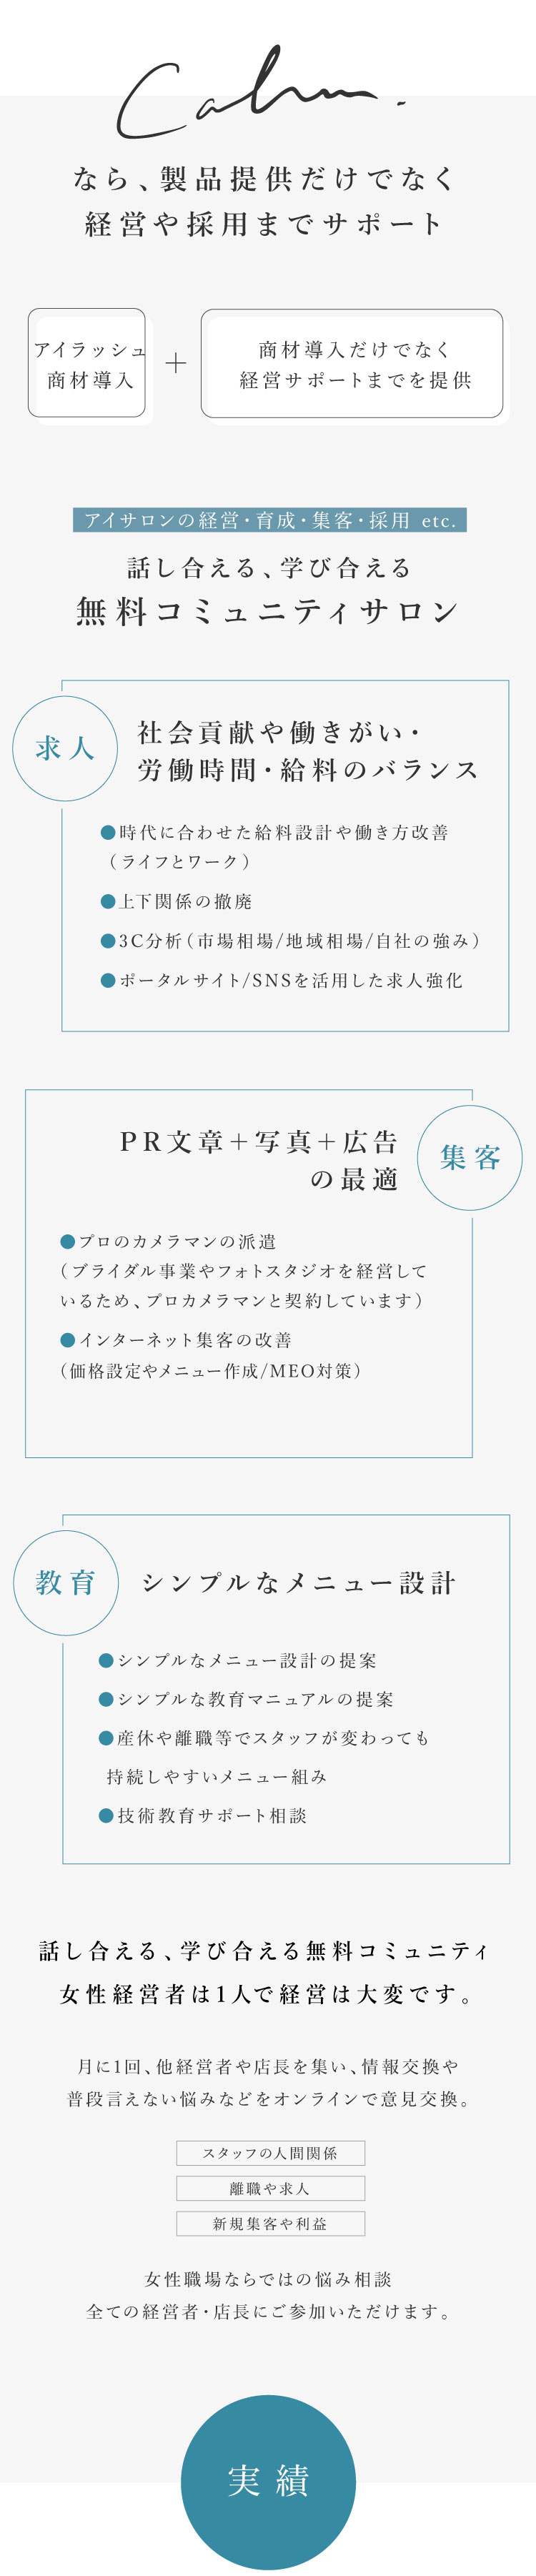 Calm.
なら、製品提供だけでなく
経営や採用までサポート
アイラッシュ
商材導入
+
商材導入だけでなく
経営サポートまでを提供
アイサロンの経営・育成・集客・採用 etc.
話し合える、学び合える
無料コミュニティサロン
求人
社会貢献や働きがい・
労働時間・給料のバランス
●時代に合わせた給料設計や働き方改善
（ライフとワーク）
●上下関係の撤廃
●3C分析（市場相場/地域相場/自社の強み）
●ポータルサイト/SNSを活用した求人強化
集客
PR文章＋写真＋広告
の最適
●プロのカメラマンの派遣
（ブライダル事業やフォトスタジオを経営して
いるため、プロカメラマンと契約しています）
●インターネット集客の改善
（価格設定やメニュー作成/MEO対策）
教育
シンプルなメニュー設計
●シンプルなメニュー設計の提案
●シンプルな教育マニュアルの提案
●産休や離職等でスタッフが変わっても
持続しやすいメニュー組み
●技術教育サポート相談
話し合える、学び合える無料コミュニティ
女性経営者は1人で経営は大変です。
月に1回、他経営者や店長を集い、情報交換や
普段言えない悩みなどをオンラインで意見交換。
スタッフの人間関係
離職や求人
新規集客や利益
女性職場ならではの悩み相談
全ての経営者・店長にご参加いただけます。
実績